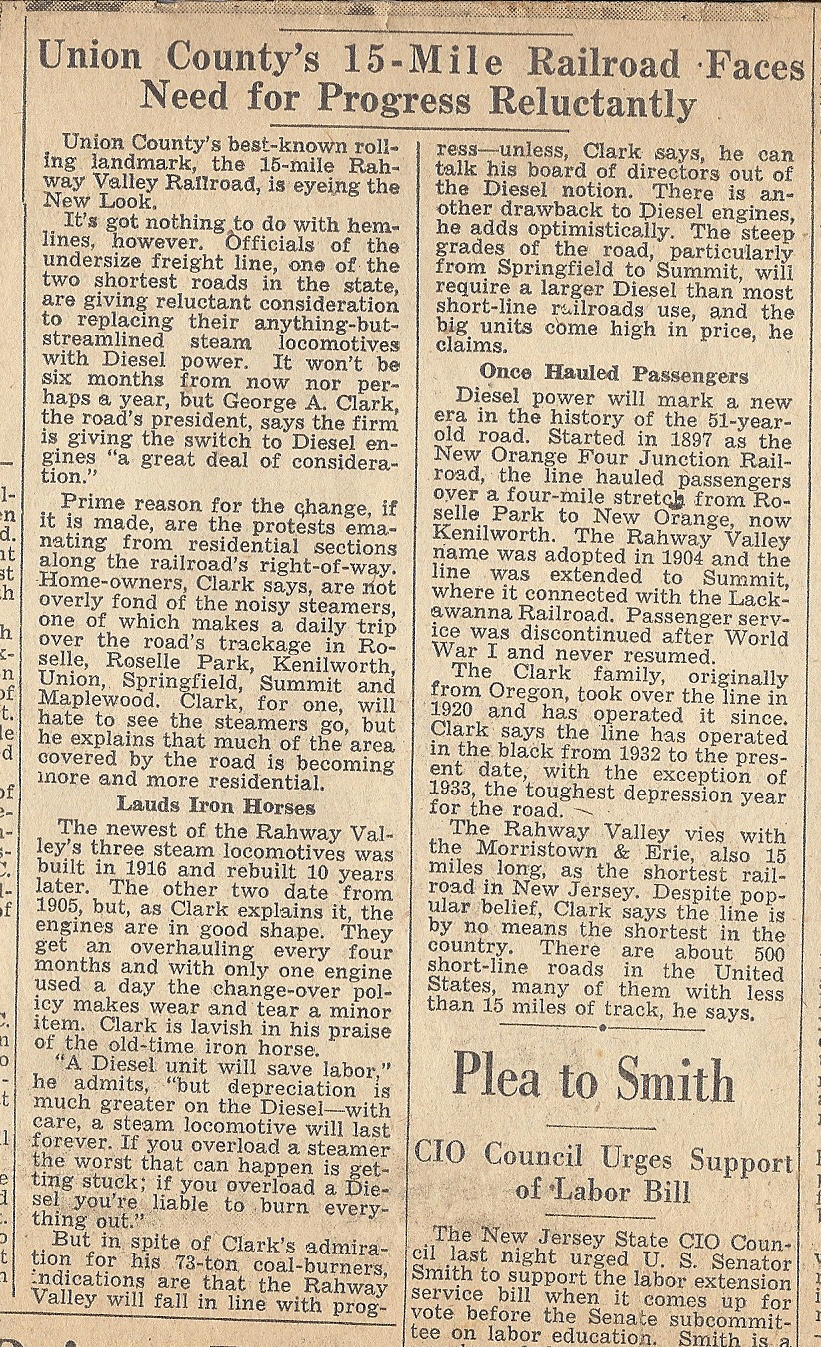 Union County's 15-Mile Railroad Faces
Need for Progress Reluctantly
Union County's best-known roll-
ing landmark, the 15-mile Rah-
way Valley Railroad, is eyeing the
New Look.
It's got nothing to do with hem-
lines, however. Officials of the
undersize freight line, one of the
two shortest roads in the state,
are giving reluctant consideration
to replacing their anything-but-
streamlined steam locomotives
with Diesel power. It won't be
six months from now nor per-
haps a year, but George A. Clark,
the road's president, says the firm
is giving the switch to Diesel en-
gines "a great deal of considera-
tion."
Prime reason for the change, if
it is made, are the protests ema-
nating from residential sections
along the railroad's right-of-way.
Home-owners, Clark says, are not
overly fond of the noisy steamers,
one of which makes a daily trip
over the road's trackage in Ro-
selle, Roselle Park, Kenilworth,
Union, Springfield, Summit and
Maplewood. Clark, for one, will
hate to see the steamers go, but
he explains that much of the area
covered by the road is becoming
more and more residential.
Lauds Iron Horses
The newest of the Rahway Val-
ley's three steam locomotives was
built in 1916 and rebuilt 10 years
later. The other two date from
1905, but, as Clark explains it, the
engines are in good shape. They
get an overhauling every four
months and with only one engine
used a day the change-over pol-
icy makes wear and tear a minor
item. Clark is lavish in his praise
of the old-time iron horse.
"A Diesel unit will save labor,"
he admits, "but depreciation is
much greater on the Diesel—with
care, a steam locomotive will last
forever. If you overload a steamer
the worst that can happen is get-
ting stuck; if you overload a Die-
sel you're liable to burn every-
thing out."
But in spite of Clark's admira-
tion for his 73-ton coal-burners,
indications are that the Rahway
Valley will fall in line with prog-
ress—unless, Clark says, he can
talk his board of directors out of
the Diesel notion. There is an-
other drawback to Diesel engines,
he adds optimistically. The steep
grades of the road, particularly
from Springfield to Summit, will
require a larger Diesel than most
short-line railroads use, and the
big units come high in price, he
claims.
Once Hauled Passengers
Diesel power will mark a new
era in the history of the 51-year-
old road. Started in 1897 as the
New Orange Four Junction Rail-
road, the line hauled passengers
over a four-mile stretch from Ro-
selle Park to New Orange, now
Kenilworth. The Rahway Valley
name was adopted in 1904 and the
line was extended to Summit,
where it connected with the Lack-
awanna Railroad. Passenger serv-
ice was discontinued after World
War I and never resumed.
The Clark family, originally
from Oregon, took over the line in
1920 and has operated it since.
Clark says the line has operated
in the black from 1932 to the pres-
ent date, with the exception of
1933, the toughest depression year
for the road.
The Rahway Valley vies with
the Morristown & Erie, also 15
miles long, as the shortest rail-
road in New Jersey. Despite pop-
ular belief, Clark says the line is
by no means the shortest in the
country. There are about 500
short-line roads in the United
States, many of them with less
than 15 miles of track, he says.
Plea to Smith
CIO Council Urges Support
of Labor Bill
The New Jersey State CIO Coun-
cil last night urged U. S. Senator
Smith to support the labor extension
service bill when it comes up for
vote before the Senate subcommit-
tee on labor education. Smith is a